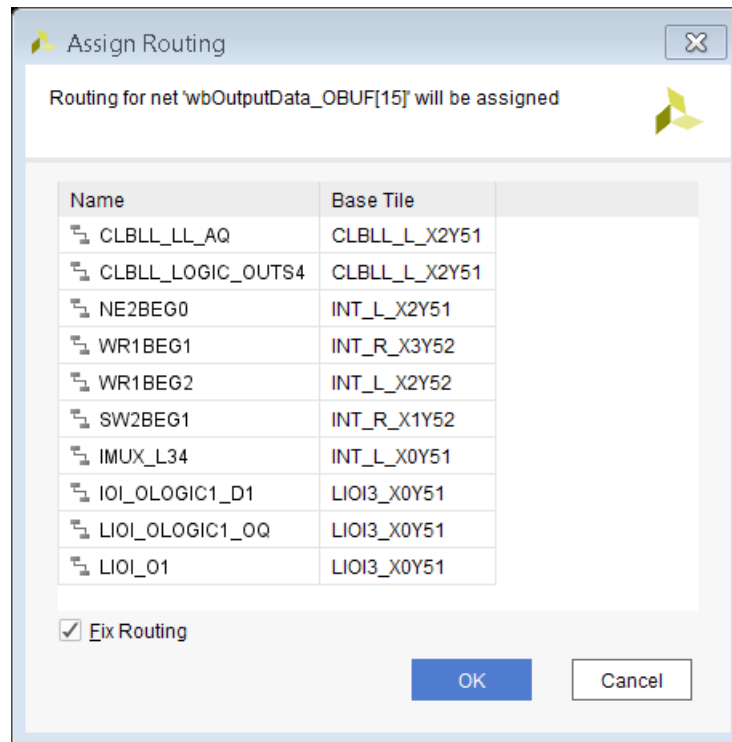 Assign Routing
Routing for net 'wbOutputData_OBUF[15]' will be assigned
Name Base Tile
CLBLL_LL_AQ CLBLL_L_X2Y51
CLBLL_LOGIC_OUTS4 CLBLL_L_X2Y51
NE2BEG0 INT_L_X2Y51
WR1BEG1 INT_R_X3Y52
WR1BEG2 INT_L_X2Y52
SW2BEG1 INT_R_X1Y52
IMUX_L34 INT_L_X0Y51
IOI_OLOGIC1_D1 LIOI3_X0Y51
LIOI_OLOGIC1_OQ LIOI3_X0Y51
LIOI_O1 LIOI3_X0Y51
Fix Routing
OK Cancel